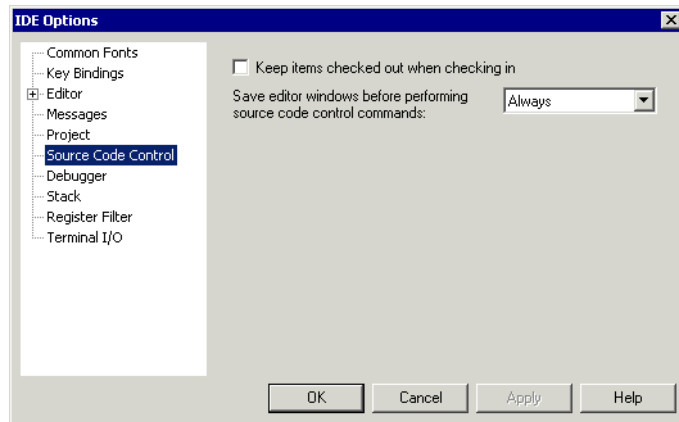 IDE Options
Common Fonts
Key Bindings
Editor
Messages
Project
Source Code Control
Debugger
Stack
Register Filter
Terminal I/O
Keep items checked out when checking in
Save editor windows before performing
source code control commands:
Always
OK
Cancel
Apply
Help